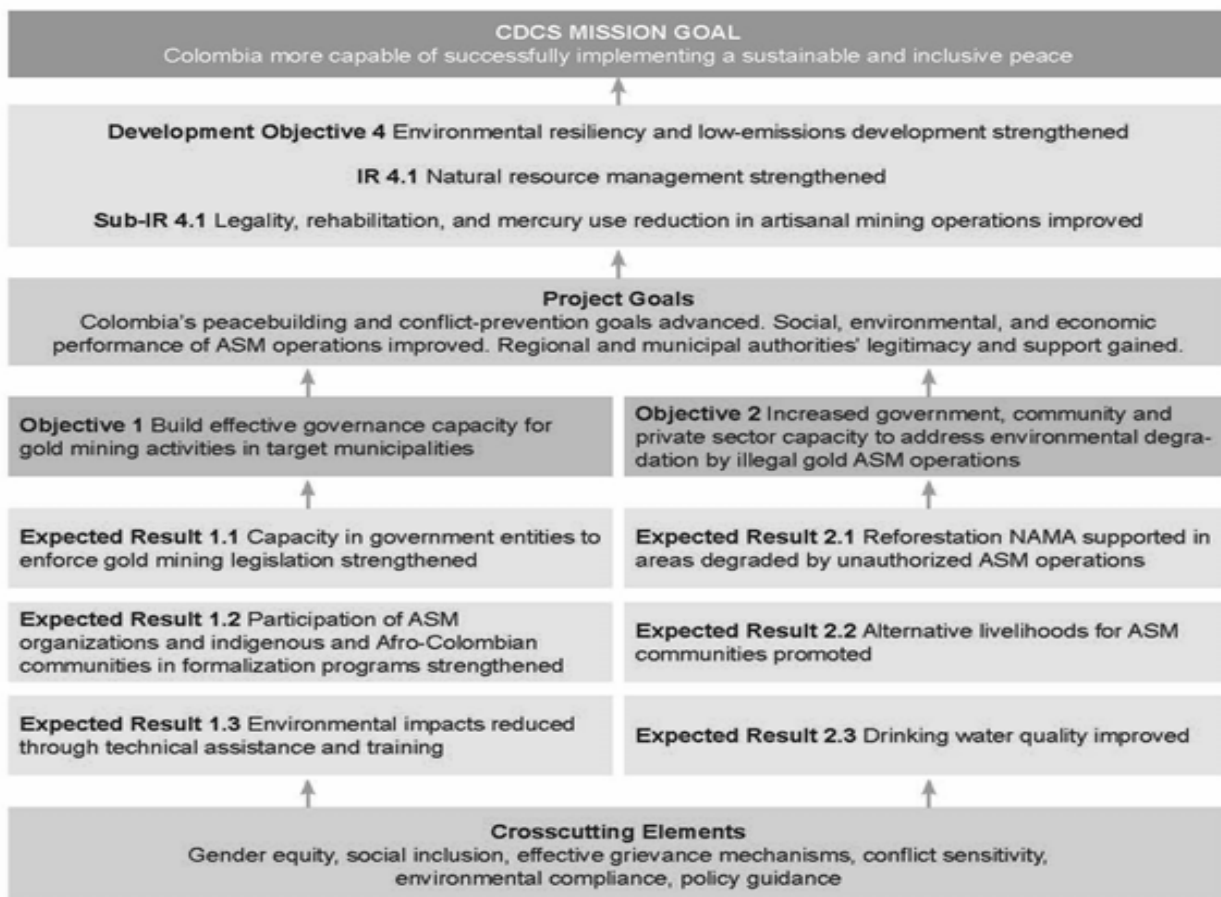 CDCS MISSION GOAL
Colombia more capable of successfully implementing a sustainable and inclusive peace
Development Objective 4 Environmental resiliency and low-emissions development strengthened
IR 4.1 Natural resource management strengthened
Sub-IR 4.1 Legality, rehabilitation, and mercury use reduction in artisanal mining operations improved
Project Goals
Colombia's peacebuilding and conflict-prevention goals advanced. Social, environmental, and economic
performance of ASM operations improved. Regional and municipal authorities' legitimacy and support gained.
Objective 1 Build effective governance capacity for
gold mining activities in target municipalities
Objective 2 Increased government, community and
private sector capacity to address environmental degra-
dation by illegal gold ASM operations
Expected Result 1.1 Capacity in government entities to
enforce gold mining legislation strengthened
Expected Result 2.1 Reforestation NAMA supported in
areas degraded by unauthorized ASM operations
Expected Result 1.2 Participation of ASM
organizations and indigenous and Afro-Colombian
communities in formalization programs strengthened
Expected Result 2.2 Alternative livelihoods for ASM
communities promoted
Expected Result 1.3 Environmental impacts reduced
through technical assistance and training
Expected Result 2.3 Drinking water quality improved
Crosscutting Elements
Gender equity, social inclusion, effective grievance mechanisms, conflict sensitivity,
environmental compliance, policy guidance